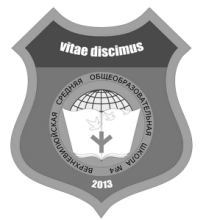 vitae discimus
ВЕРХНЕВИЛЮЙСКАЯ СРЕДНЯЯ ОБЩЕОБРАЗОВАТЕЛЬНАЯ ШКОЛА №4
2013